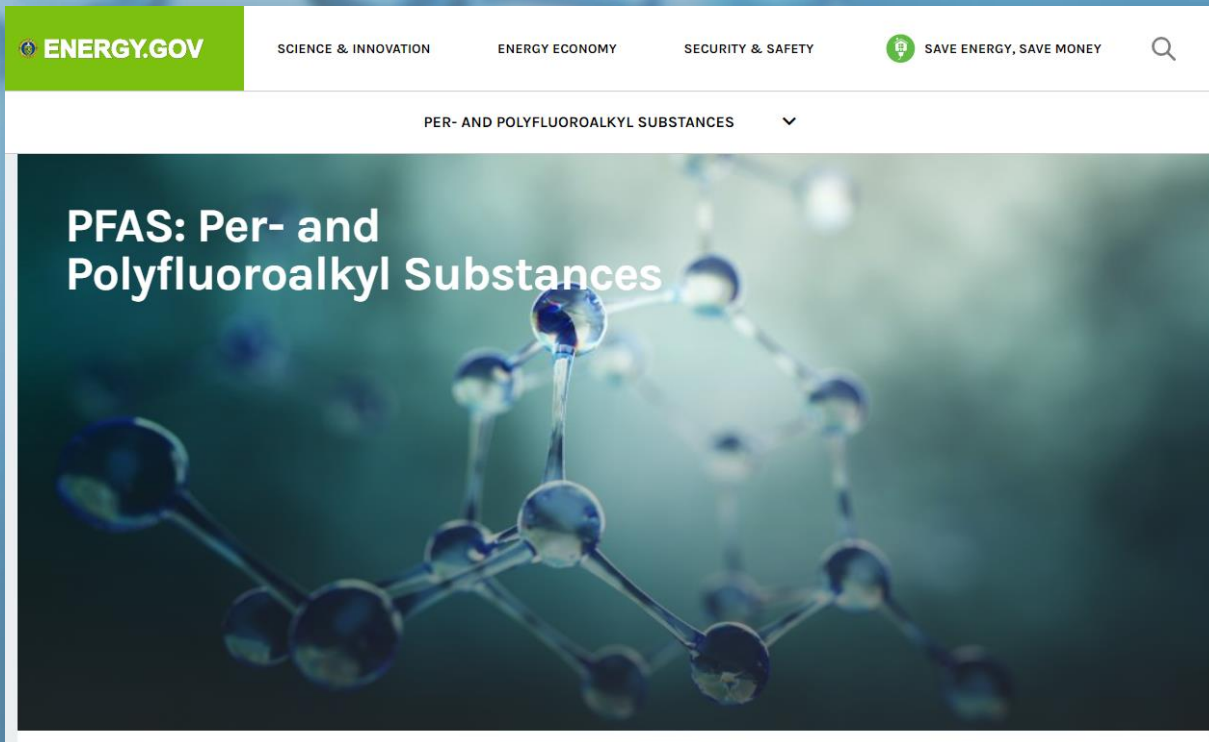 ENERGY.GOV
SCIENCE & INNOVATION
ENERGY ECONOMY
SECURITY & SAFETY
SAVE ENERGY, SAVE MONEY
PER- AND POLYFLUOROALKYL SUBSTANCES
PFAS: Per- and
Polyfluoroalkyl Substances